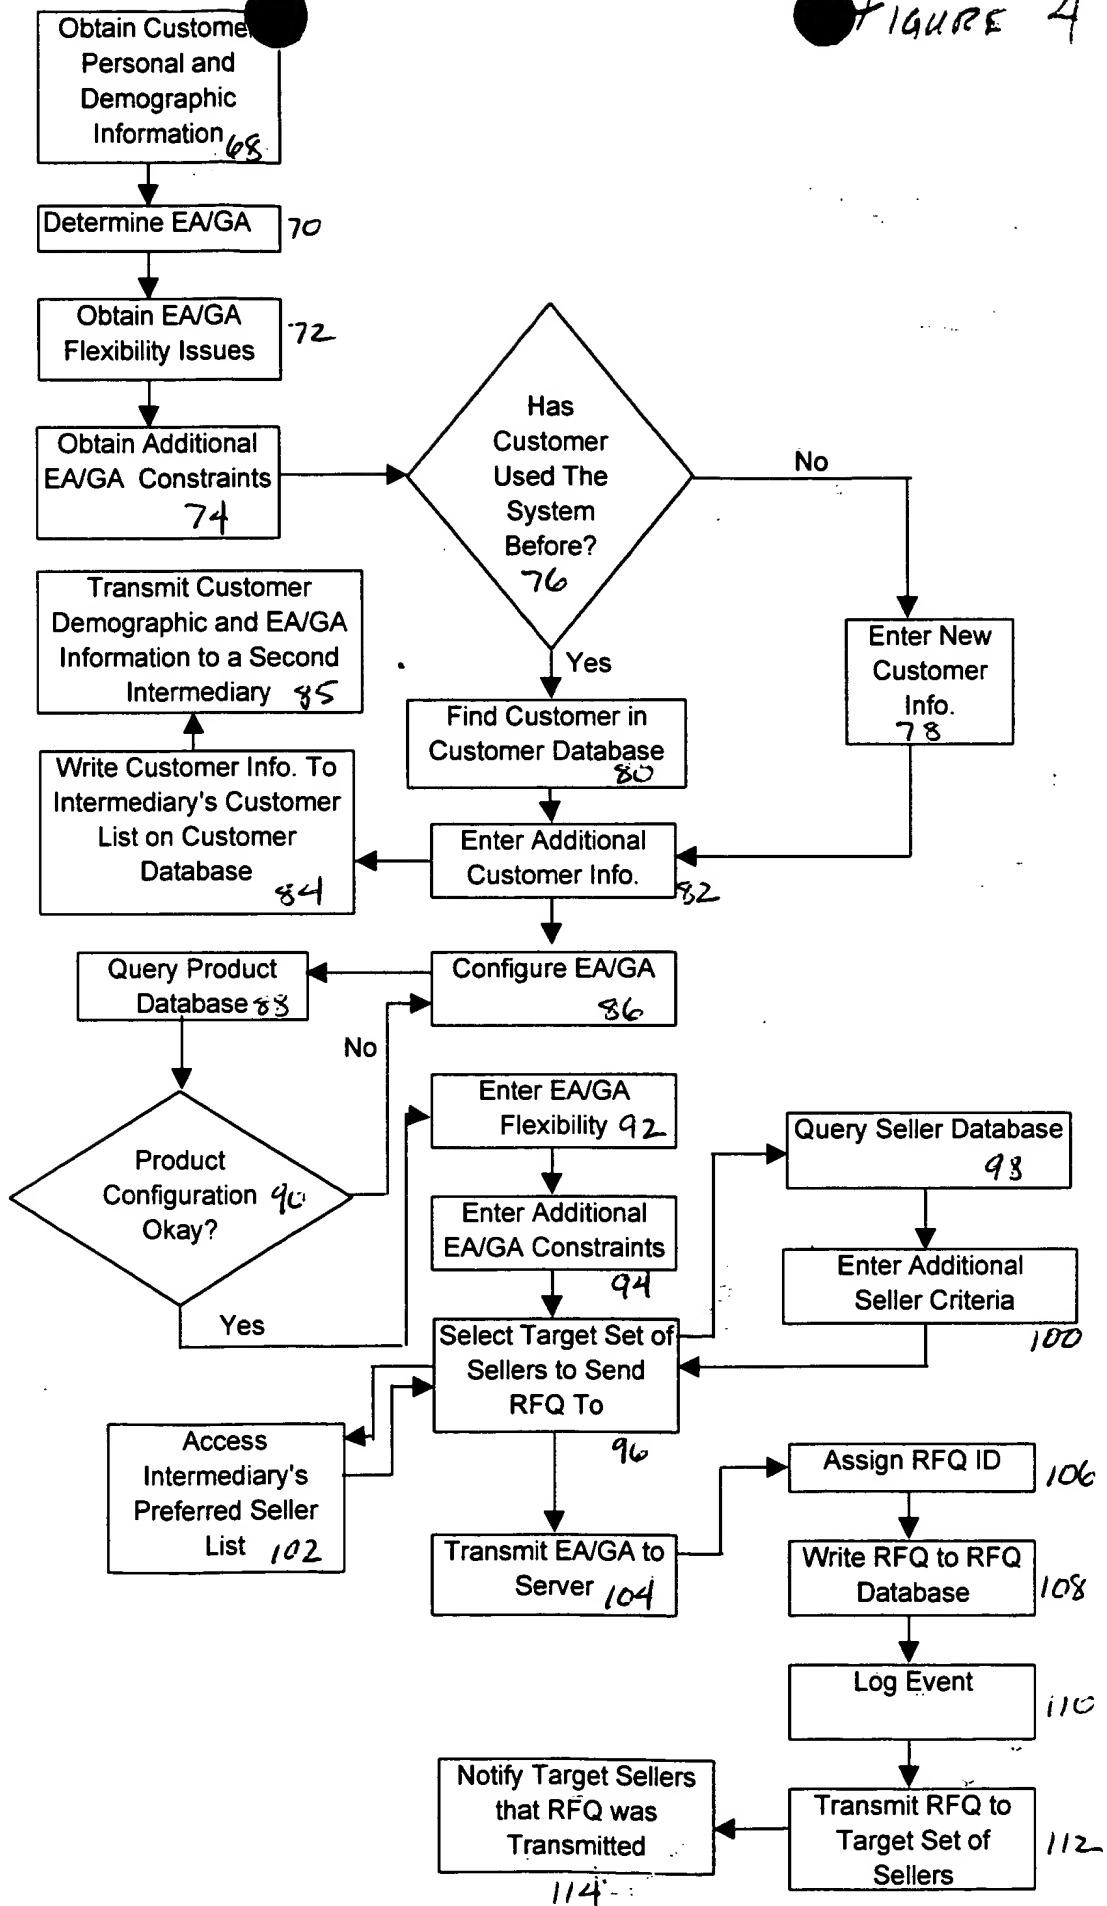 FIGURE 4
Obtain Customer
Personal and
Demographic
Information 68
Determine EA/GA 70
Obtain EA/GA
Flexibility Issues 72
Obtain Additional
EA/GA Constraints
74
Has
Customer
Used The
System
Before?
76
No
Yes
Enter New
Customer
Info.
78
Transmit Customer
Demographic and EA/GA
Information to a Second
Intermediary 85
Find Customer in
Customer Database
80
Write Customer Info. To
Intermediary's Customer
List on Customer
Database
84
Enter Additional
Customer Info.
82
Configure EA/GA
86
Query Product
Database 88
No
Product
Configuration 90
Okay?
Yes
Enter EA/GA
Flexibility 92
Enter Additional
EA/GA Constraints
94
Query Seller Database
98
Enter Additional
Seller Criteria
100
Select Target Set of
Sellers to Send
RFQ To
96
Access
Intermediary's
Preferred Seller
List 102
Transmit EA/GA to
Server 104
Assign RFQ ID 106
Write RFQ to RFQ
Database 108
Log Event
110
Transmit RFQ to
Target Set of
Sellers
112
Notify Target Sellers
that RFQ was
Transmitted
114